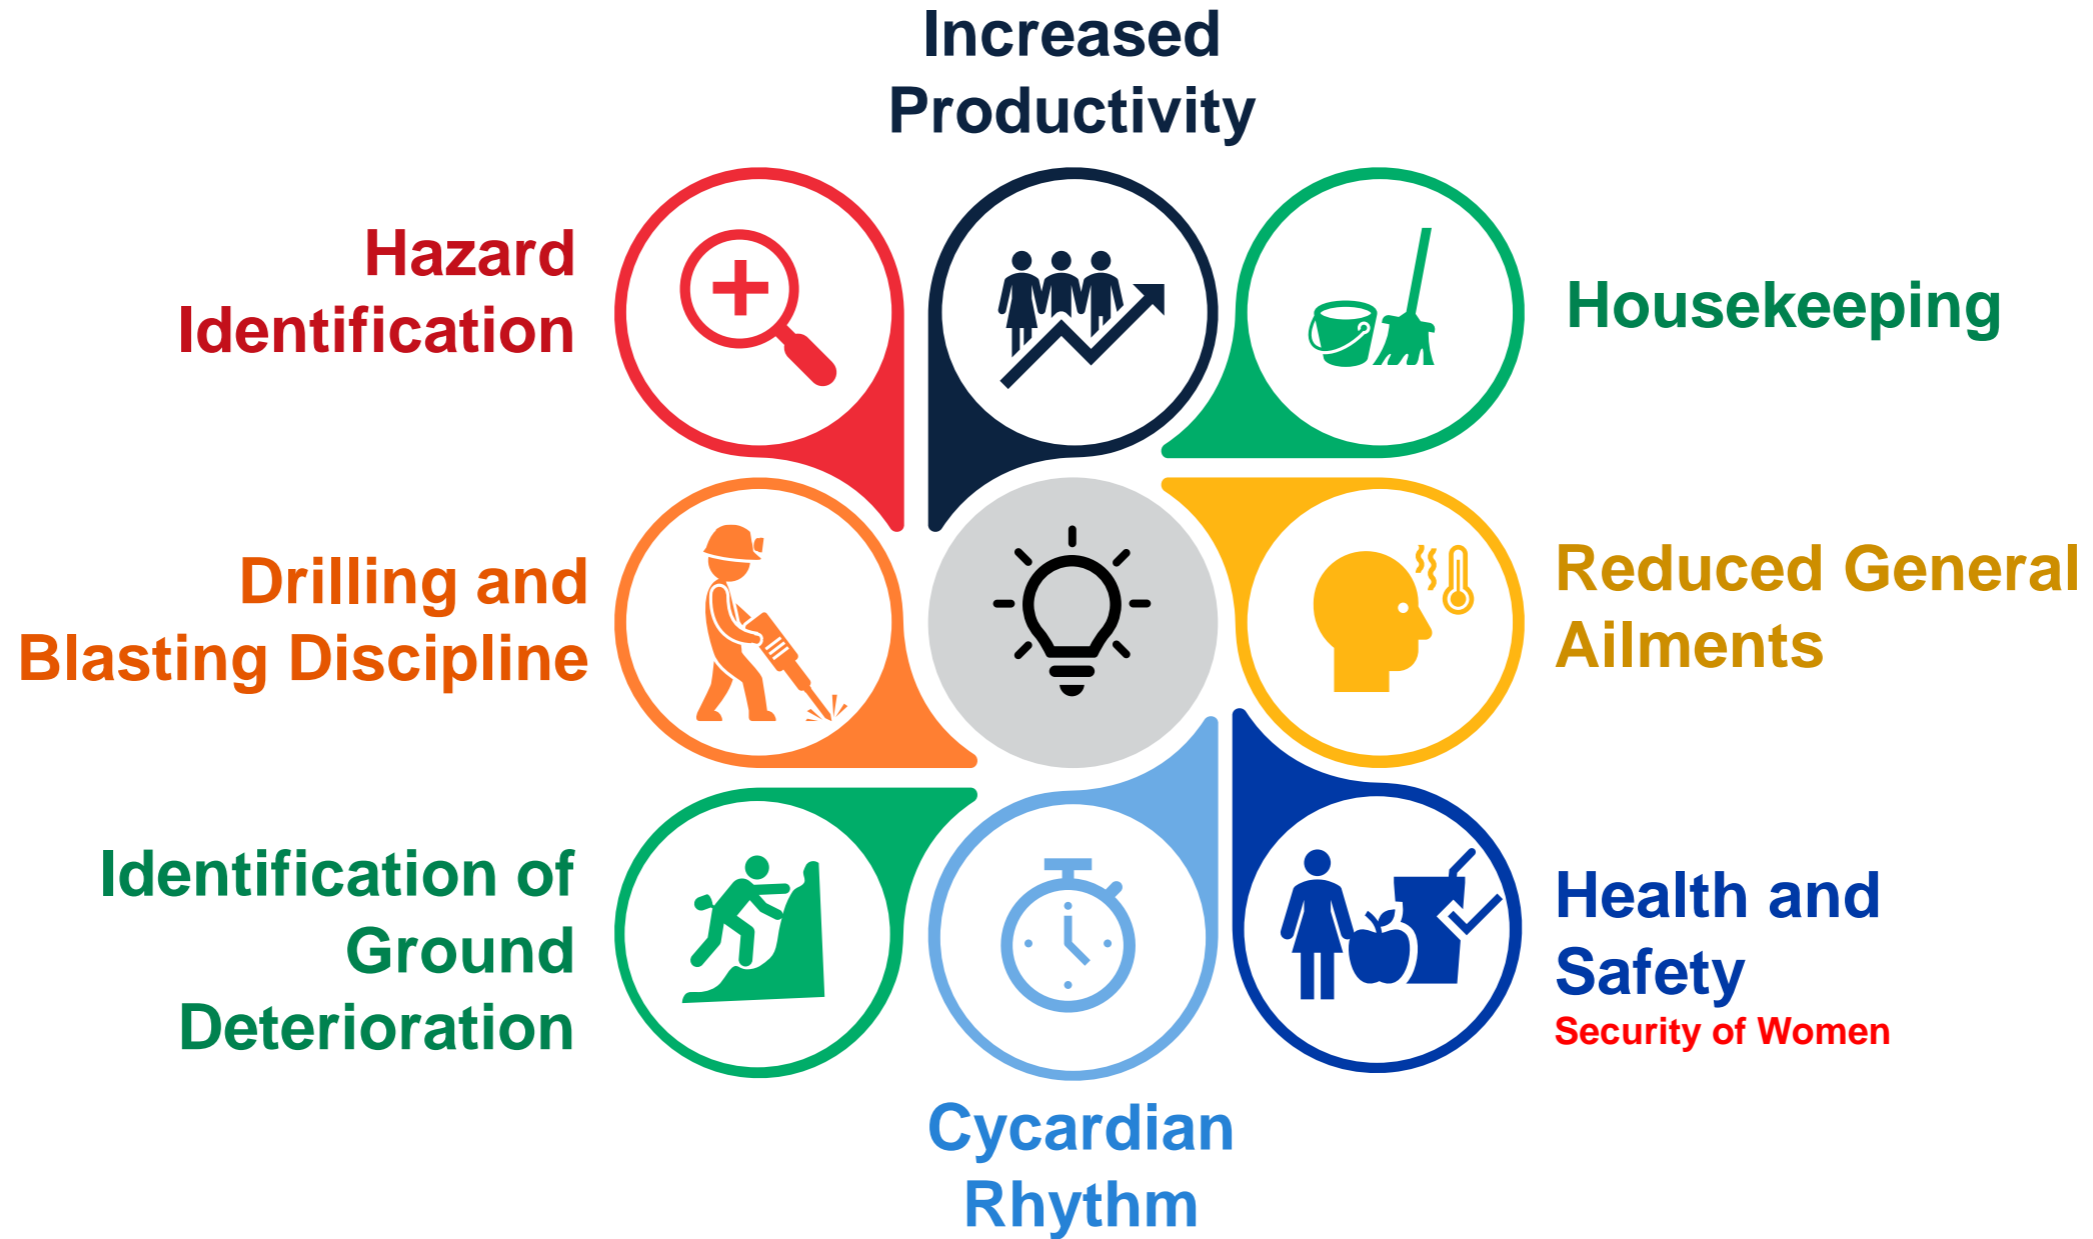 Increased
Productivity
Hazard
Identification
Housekeeping
Drilling and
Blasting Discipline
Reduced General
Ailments
Identification of
Ground
Deterioration
Health and
Safety
Security of Women
Cycardian
Rhythm